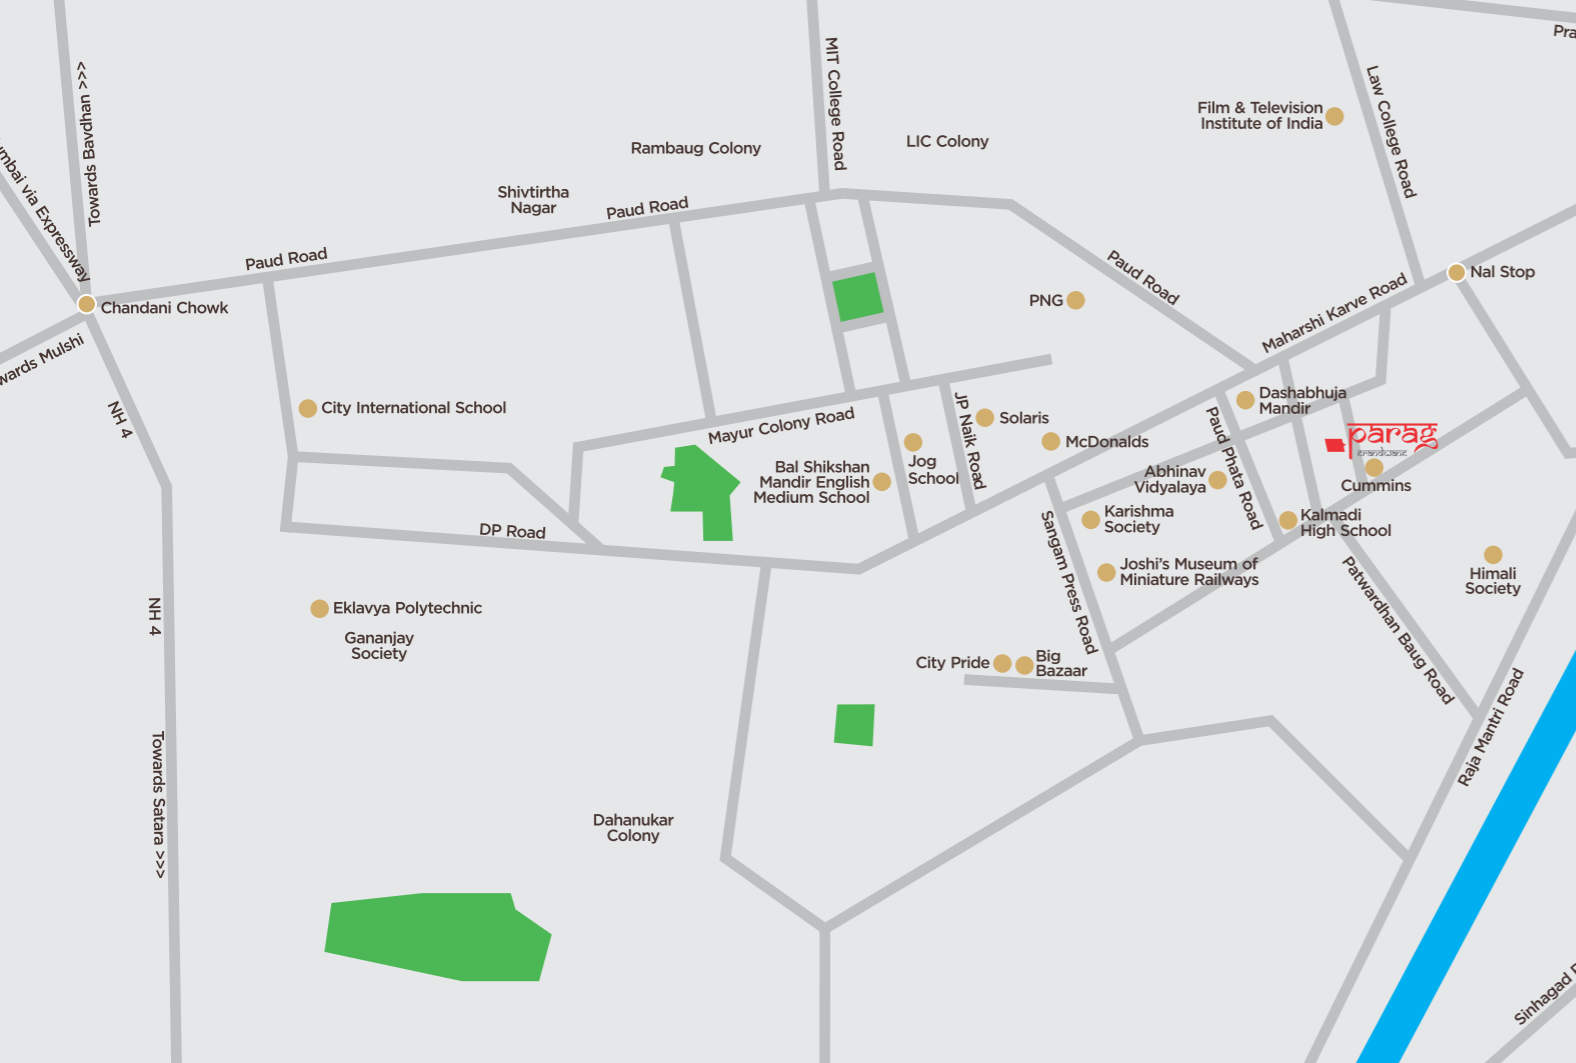 Pra
Towards Bavdhan >>>
MIT College Road
Law College Road
Film & Television
Institute of India
LIC Colony
Rambaug Colony
Shivtirtha
Nagar
Paud Road
Paud Road
Paud Road
mbai via Expressway
Chandani Chowk
wards Mulshi
Nal Stop
PNG
Maharshi Karve Road
NH 4
City International School
Mayur Colony Road
JP Naik Road
Solaris
McDonalds
Dashabhuja
Mandir
Paud Phata Road
parag
Cummins
Bal Shikshan
Mandir English
Medium School
Jog
School
Abhinav
Vidyalaya
Karishma
Society
Kalmadi
High School
DP Road
Sangam Press Road
Joshi's Museum of
Miniature Railways
Patwardhan Baug Road
Himali
Society
NH 4
Eklavya Polytechnic
Gananjay
Society
City Pride
Big
Bazaar
Raja Mantri Road
Towards Satara >>>
Dahanukar
Colony
Sinhagad